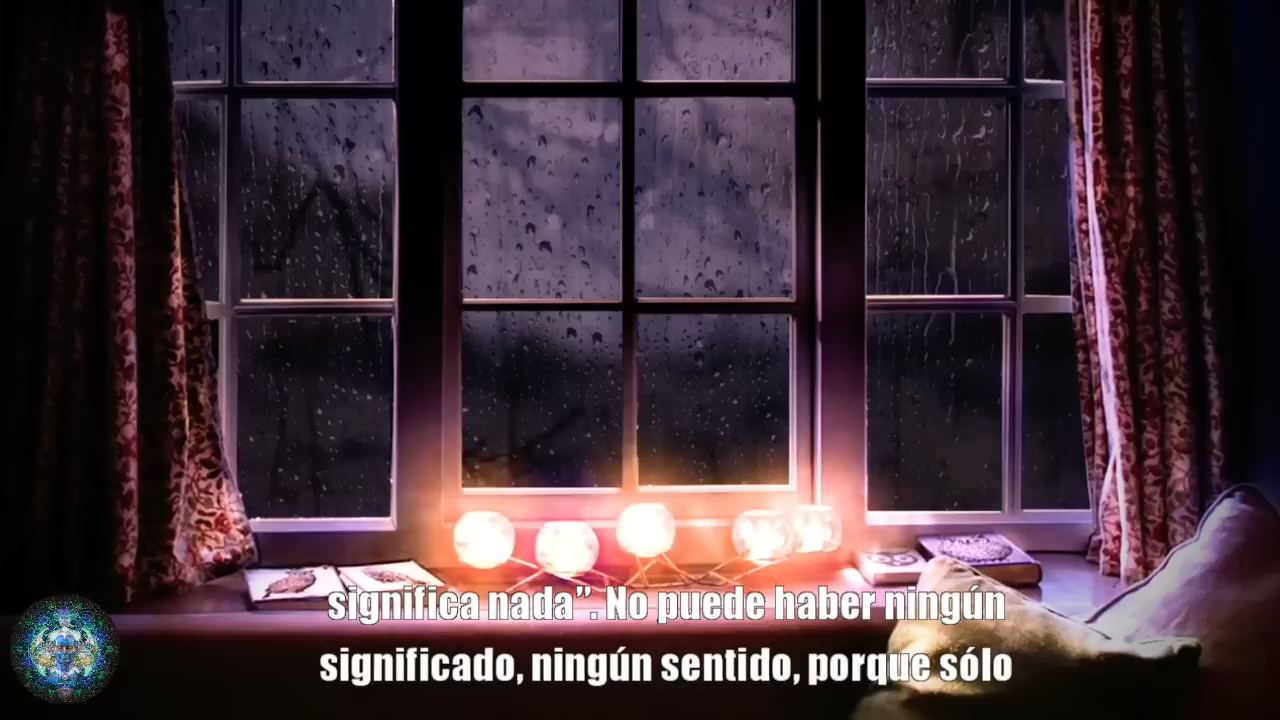 significa nada”. No puede haber ningún
significado, ningún sentido, porque sólo